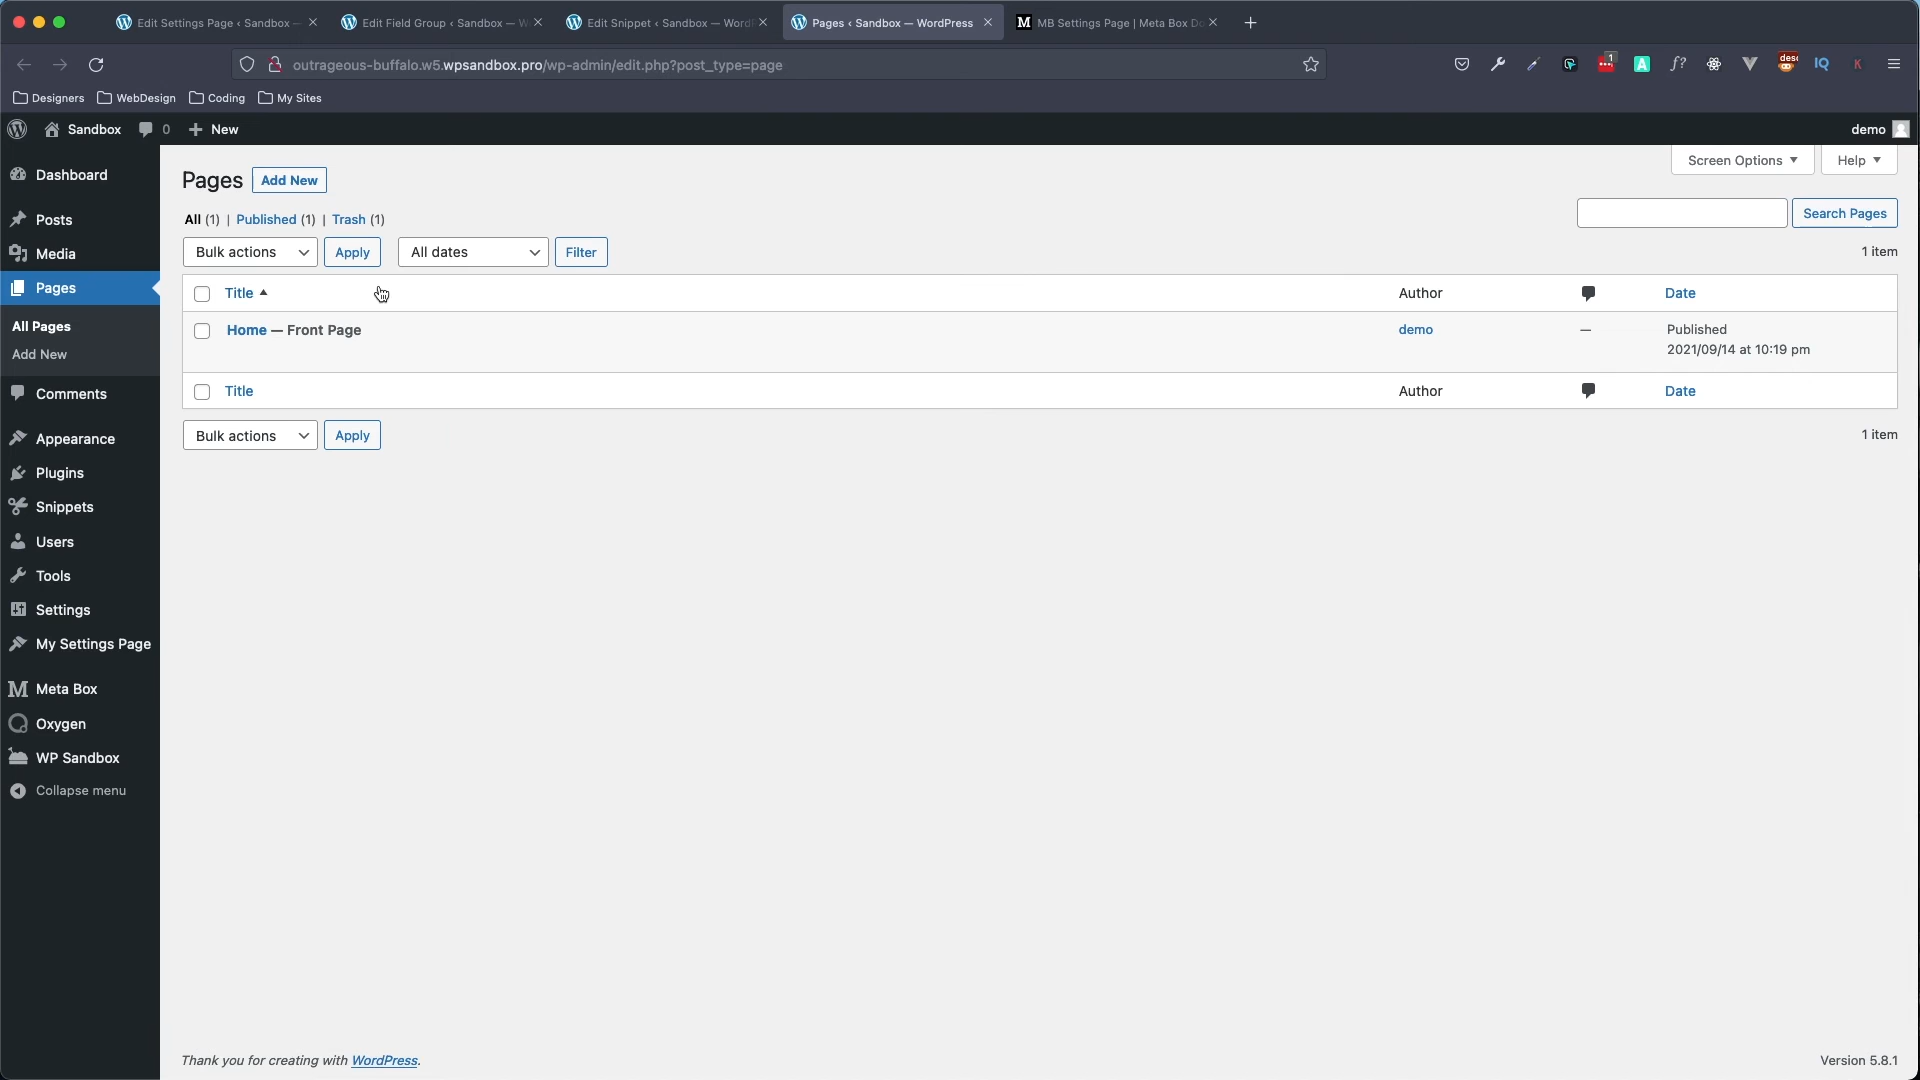 Edit Settings Page ‹ Sandbox —
Edit Field Group ‹ Sandbox — W
Edit Snippet ‹ Sandbox — Word
Pages ‹ Sandbox — WordPress
M MB Settings Page | Meta Box Do
outrageous-buffalo.w5.wpsandbox.pro/wp-admin/edit.php?post_type=page
1 A f? desc IQ K
Designers WebDesign Coding My Sites
Sandbox 0 New demo
Screen Options Help
Dashboard
Posts
Media
Pages
All Pages
Add New
Comments
Appearance
Plugins
Snippets
Users
Tools
Settings
My Settings Page
Meta Box
Oxygen
WP Sandbox
Collapse menu
Pages Add New
All (1) | Published (1) | Trash (1)
Search Pages
Bulk actions Apply All dates Filter 1 item
Title Author Date
Home — Front Page demo — Published
2021/09/14 at 10:19 pm
Title Author Date
Bulk actions Apply 1 item
Thank you for creating with WordPress. Version 5.8.1